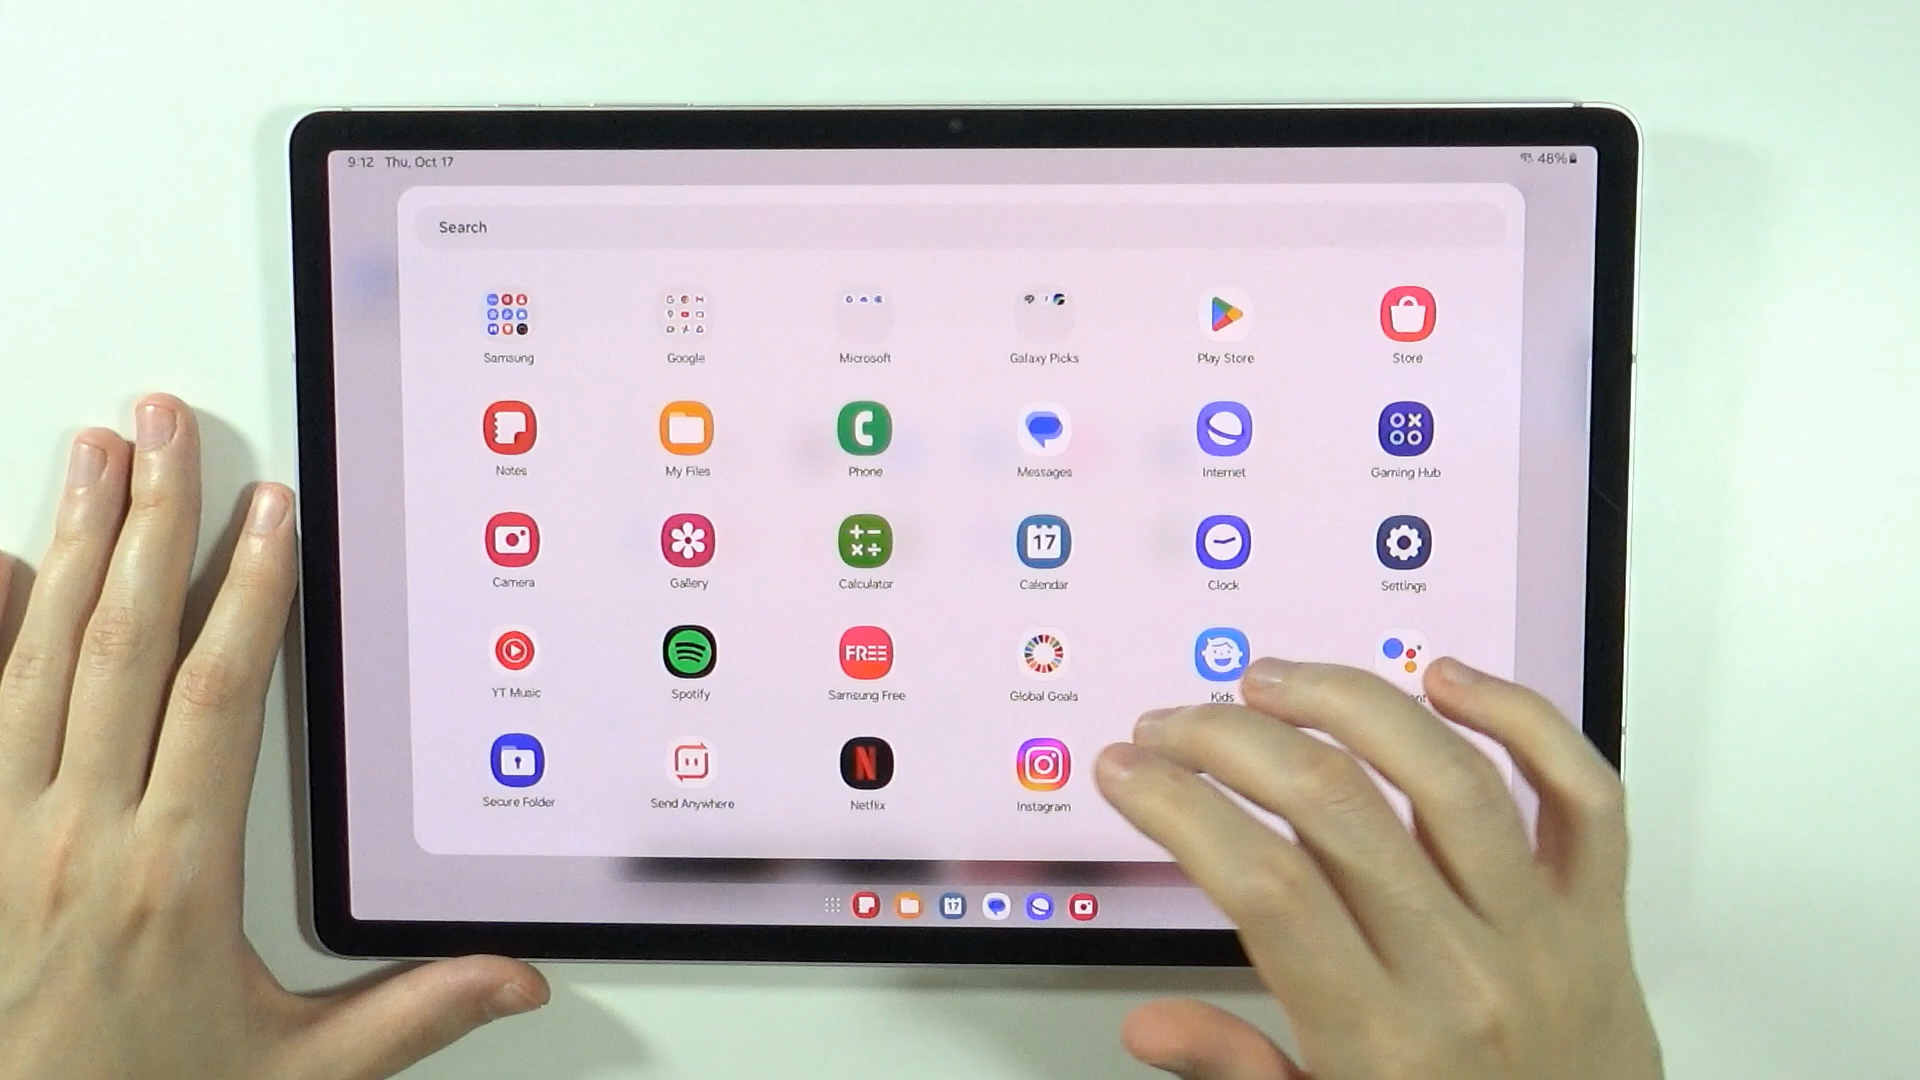 9:12 Thu, Oct 17
48%
Search
Samsung Google Microsoft Galaxy Picks Play Store Store
Notes My Files Phone Messages Internet Gaming Hub
17
Camera Gallery Calculator Calendar Clock Settings
FREE
YT Music Spotify Samsung Free Global Goals Kids
N
Secure Folder Send Anywhere Netflix Instagram
17